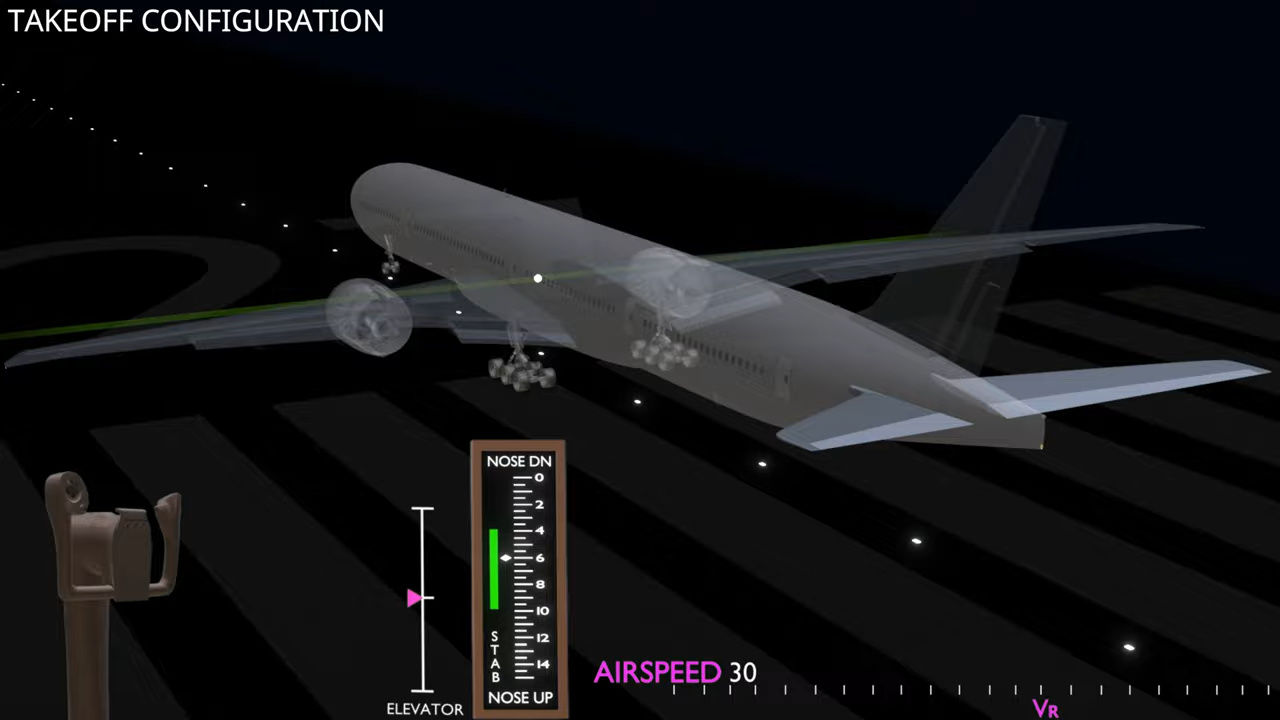 TAKEOFF CONFIGURATION
NOSE DN
0
2
4
6
8
10
12
14
STAB
NOSE UP
ELEVATOR
AIRSPEED 30
VR